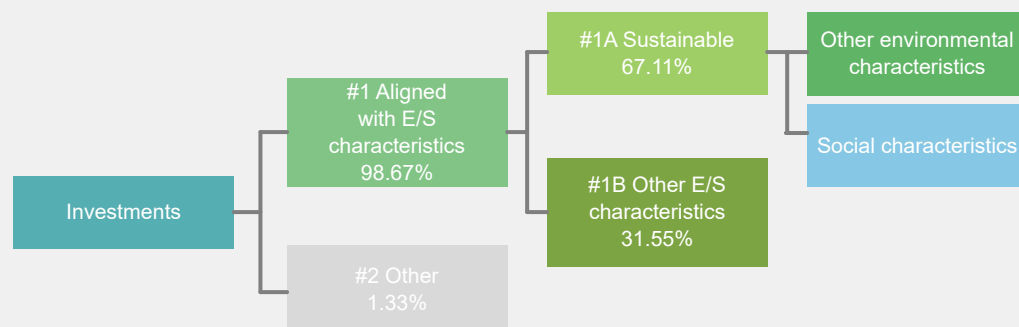 Investments
#1 Aligned
with E/S
characteristics
98.67%
#2 Other
1.33%
#1A Sustainable
67.11%
#1B Other E/S
characteristics
31.55%
Other environmental
characteristics
Social characteristics